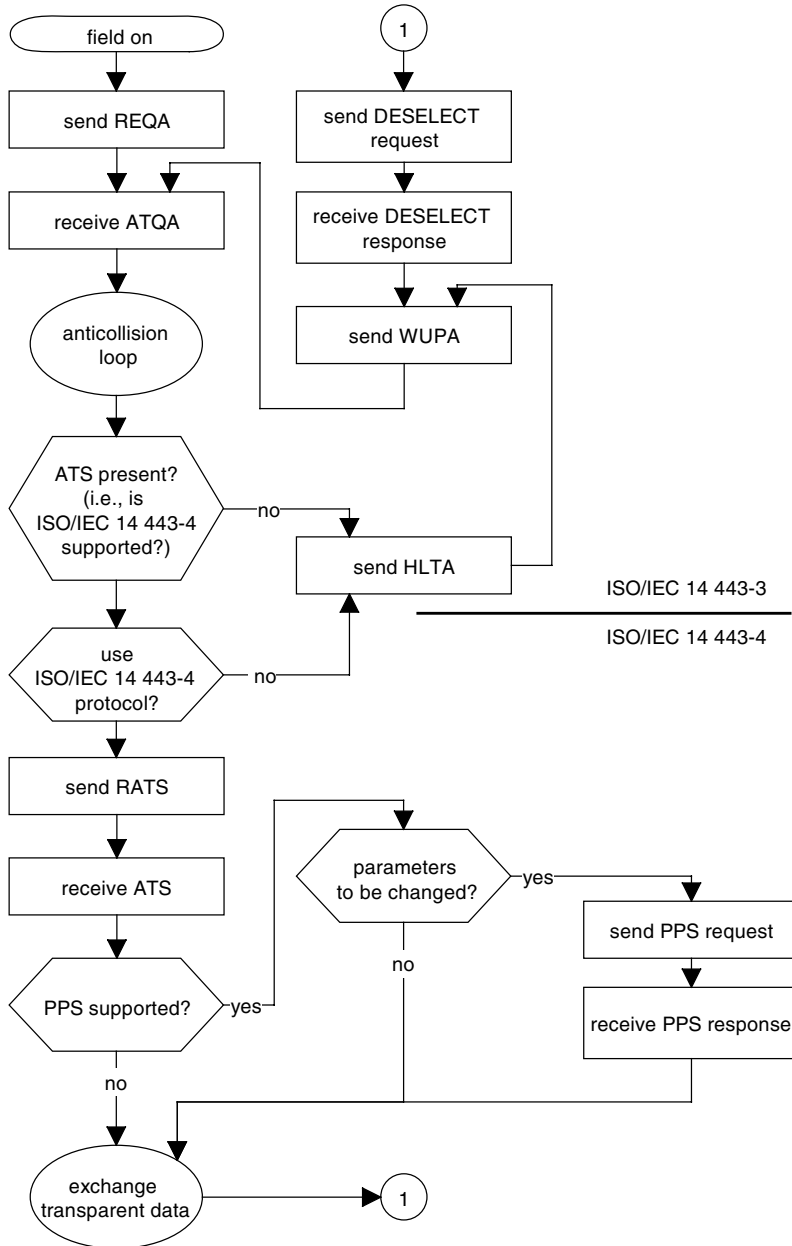 field on
send REQA
receive ATQA
anticollision
loop
ATS present?
(i.e., is
ISO/IEC 14 443-4
supported?)
no
use
ISO/IEC 14 443-4
protocol?
no
send RATS
receive ATS
PPS supported?
yes
no
exchange
transparent data
1
1
send DESELECT
request
receive DESELECT
response
send WUPA
send HLTA
ISO/IEC 14 443-3
ISO/IEC 14 443-4
parameters
to be changed?
yes
no
send PPS request
receive PPS response